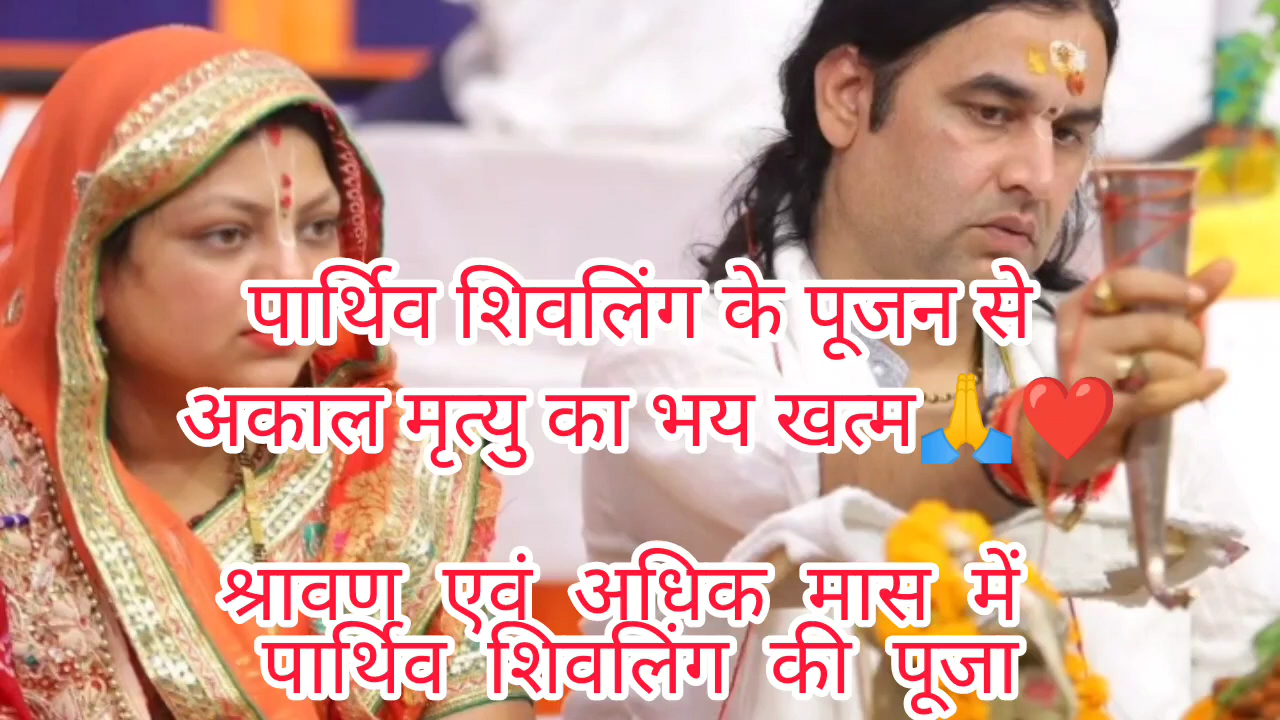 पार्थिव शिवलिंग के पूजन से
अकाल मृत्यु का भय खत्म🙏❤️
श्रावण एवं अधिक मास में
पार्थिव शिवलिंग की पूजा